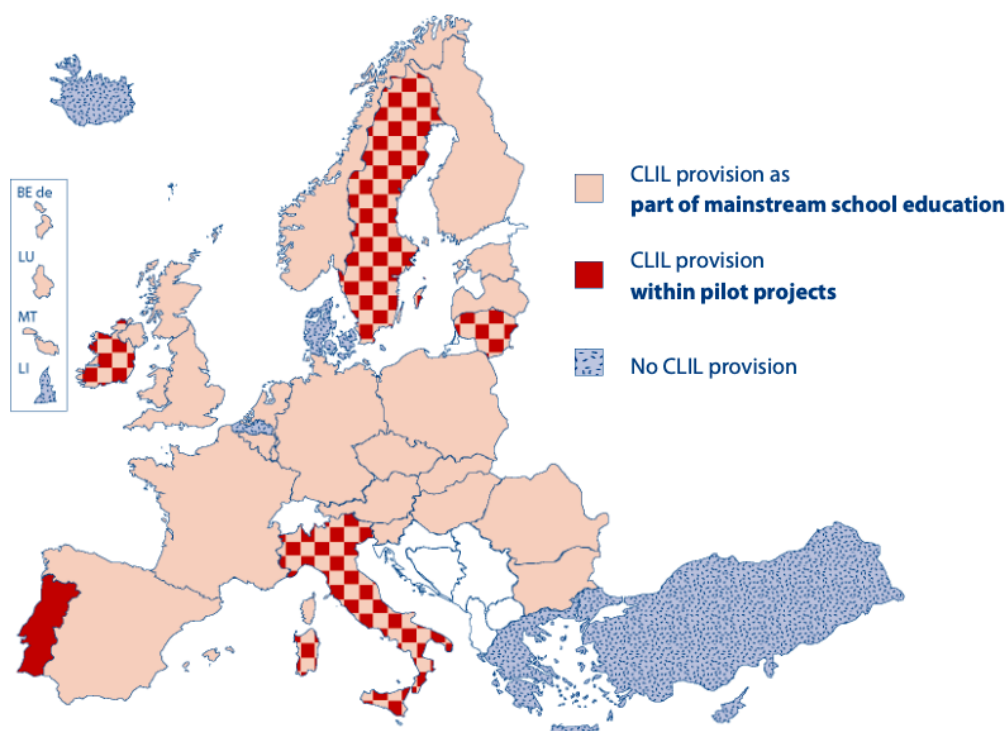 BE de
LU
MT
LI
CLIL provision as
part of mainstream school education
CLIL provision
within pilot projects
No CLIL provision